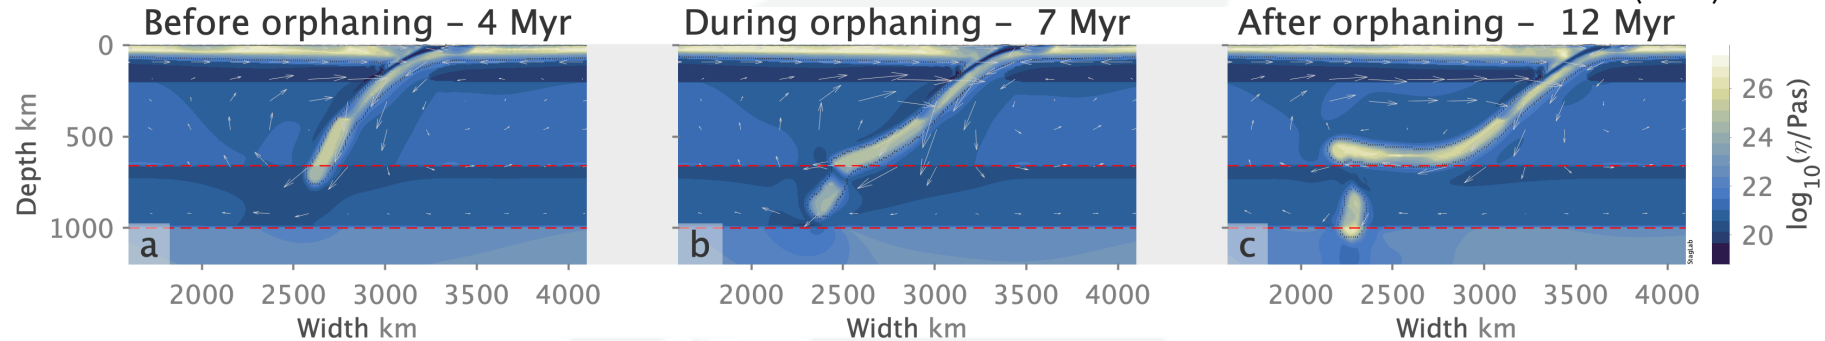 Before orphaning – 4 Myr
During orphaning – 7 Myr
After orphaning – 12 Myr
Depth km
0
500
1000
a
b
c
2000 2500 3000 3500 4000
2000 2500 3000 3500 4000
2000 2500 3000 3500 4000
Width km
Width km
Width km
26
24
22
20
log10(η/Pas)
StagLab